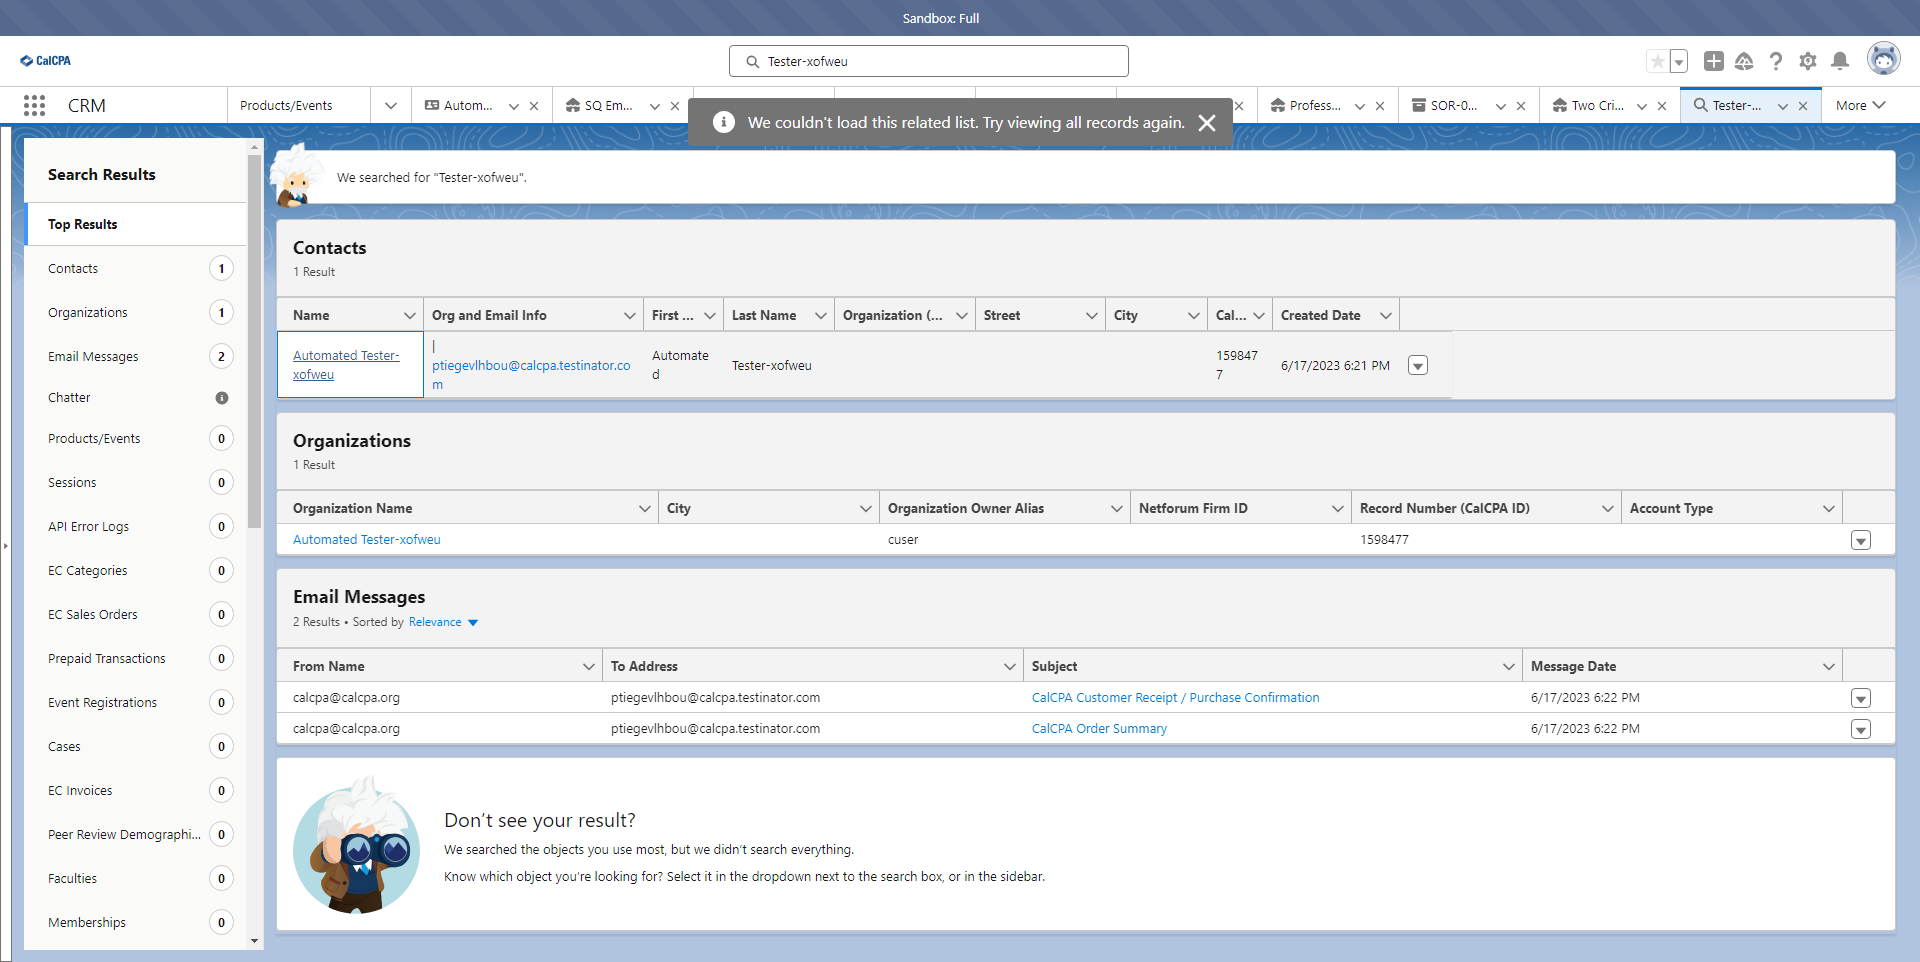 Sandbox: Full
CalCPA
Tester-xofweu
CRM
Products/Events
Autom...
SQ Em...
Profess...
SOR-0...
Two Cri...
Tester-...
More
We couldn't load this related list. Try viewing all records again.
Search Results
Top Results
Contacts 1
Organizations 1
Email Messages 2
Chatter
Products/Events 0
Sessions 0
API Error Logs 0
EC Categories 0
EC Sales Orders 0
Prepaid Transactions 0
Event Registrations 0
Cases 0
EC Invoices 0
Peer Review Demographi... 0
Faculties 0
Memberships 0
We searched for "Tester-xofweu".
Contacts
1 Result
Name Org and Email Info First ... Last Name Organization (... Street City Cal... Created Date
Automated Tester-
xofweu
|
ptiegevlhbou@calcpa.testinator.co
m
Automate
d
Tester-xofweu
159847
7
6/17/2023 6:21 PM
Organizations
1 Result
Organization Name City Organization Owner Alias Netforum Firm ID Record Number (CalCPA ID) Account Type
Automated Tester-xofweu cuser 1598477
Email Messages
2 Results • Sorted by Relevance
From Name To Address Subject Message Date
calcpa@calcpa.org ptiegevlhbou@calcpa.testinator.com CalCPA Customer Receipt / Purchase Confirmation 6/17/2023 6:22 PM
calcpa@calcpa.org ptiegevlhbou@calcpa.testinator.com CalCPA Order Summary 6/17/2023 6:22 PM
Don’t see your result?
We searched the objects you use most, but we didn’t search everything.
Know which object you’re looking for? Select it in the dropdown next to the search box, or in the sidebar.